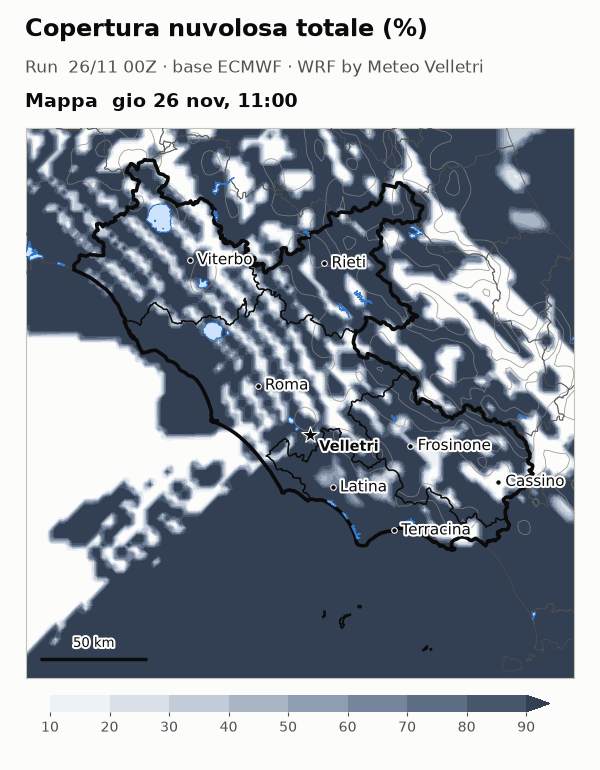 Copertura nuvolosa totale (%)
Run  26/11 00Z · base ECMWF · WRF by Meteo Velletri
Mappa  gio 26 nov, 11:00
Viterbo
Rieti
Roma
Velletri
Frosinone
Latina
Cassino
Terracina
50 km
10 20 30 40 50 60 70 80 90